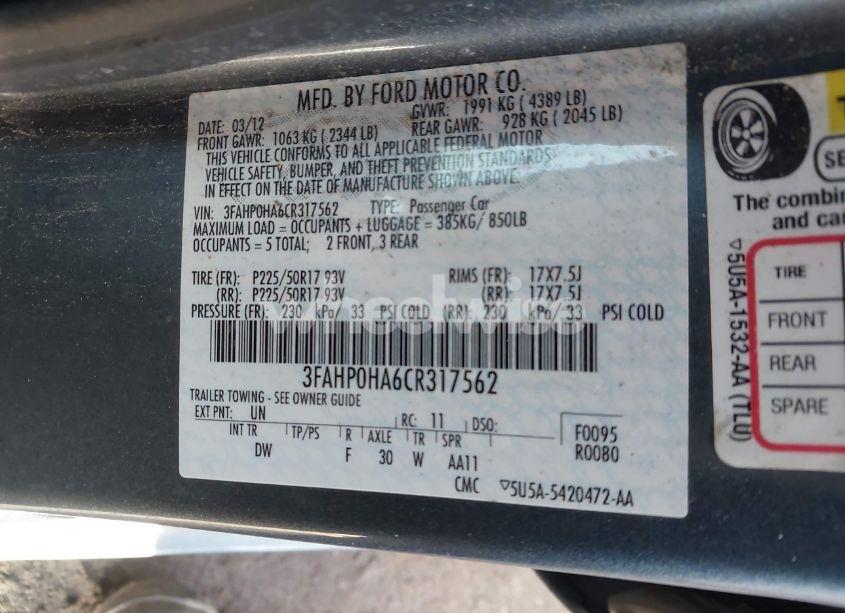 MFD. BY FORD MOTOR CO.
DATE: 03/12 GVWR: 1991 KG ( 4389 LB)
FRONT GAWR: 1063 KG ( 2344 LB) REAR GAWR: 928 KG ( 2045 LB)
THIS VEHICLE CONFORMS TO ALL APPLICABLE FEDERAL MOTOR
VEHICLE SAFETY, BUMPER, AND THEFT PREVENTION STANDARDS
IN EFFECT ON THE DATE OF MANUFACTURE SHOWN ABOVE.
VIN: 3FAHP0HA6CR317562 TYPE: Passenger Car
MAXIMUM LOAD = OCCUPANTS + LUGGAGE = 385KG/ 850LB
OCCUPANTS = 5 TOTAL; 2 FRONT, 3 REAR
TIRE (FR): P225/50R17 93V RIMS (FR): 17X7.5J
(RR): P225/50R17 93V (RR): 17X7.5J
PRESSURE (FR): 230 kPa/ 33 PSI COLD (RR): 230 kPa/33 PSI COLD
wheelwise
3FAHP0HA6CR317562
TRAILER TOWING - SEE OWNER GUIDE
EXT PNT: UN RC: 11 DSO: F0095
INT TR TP/PS R AXLE TR SPR R0080
DW F 30 W AA11
CMC ▽5U5A-5420472-AA
The combin
and car
TIRE
FRONT
REAR
SPARE
▽5U5A-1532-AA (TLU)